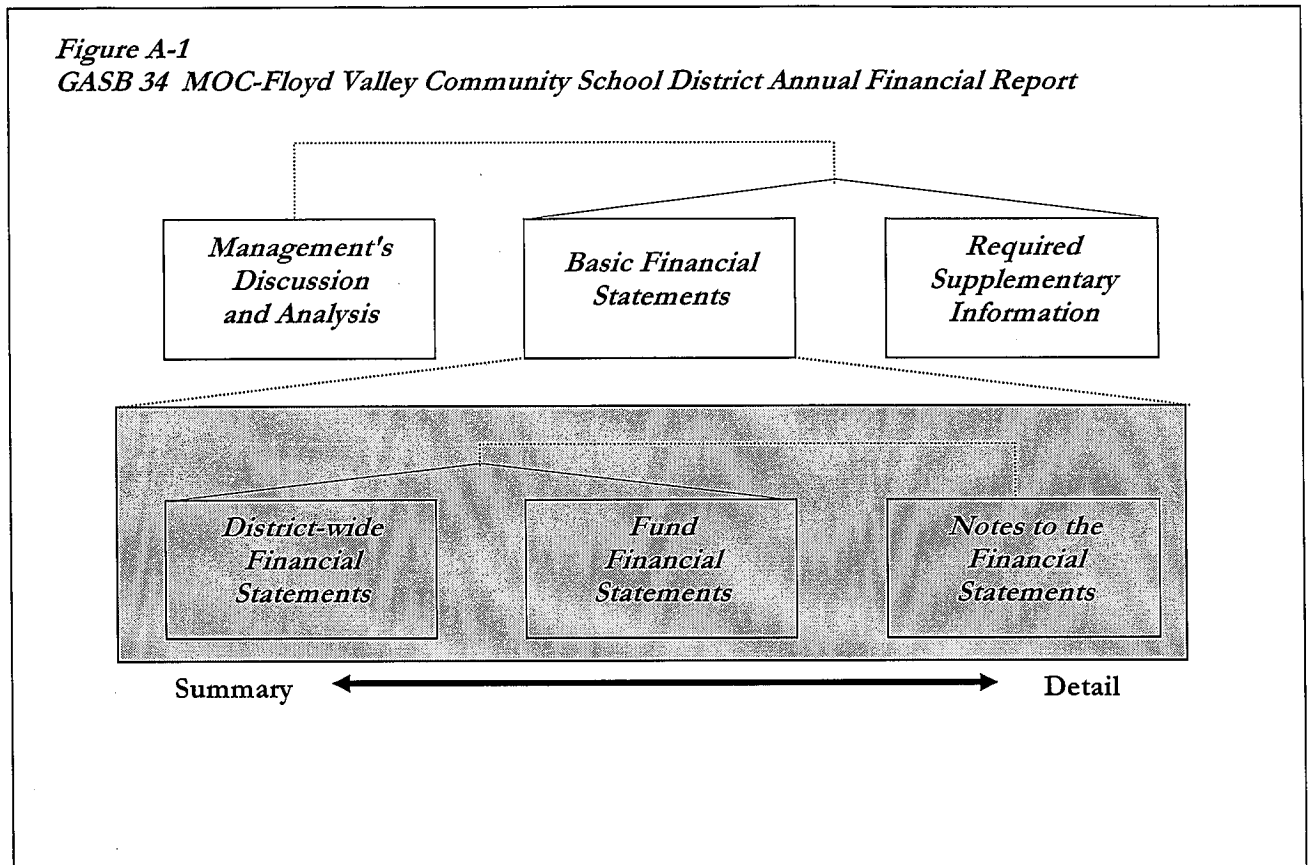 Figure A-1
GASB 34 MOC-Floyd Valley Community School District Annual Financial Report
Management's
Discussion
and Analysis
Basic Financial
Statements
Required
Supplementary
Information
District-wide
Financial
Statements
Fund
Financial
Statements
Notes to the
Financial
Statements
Summary
Detail